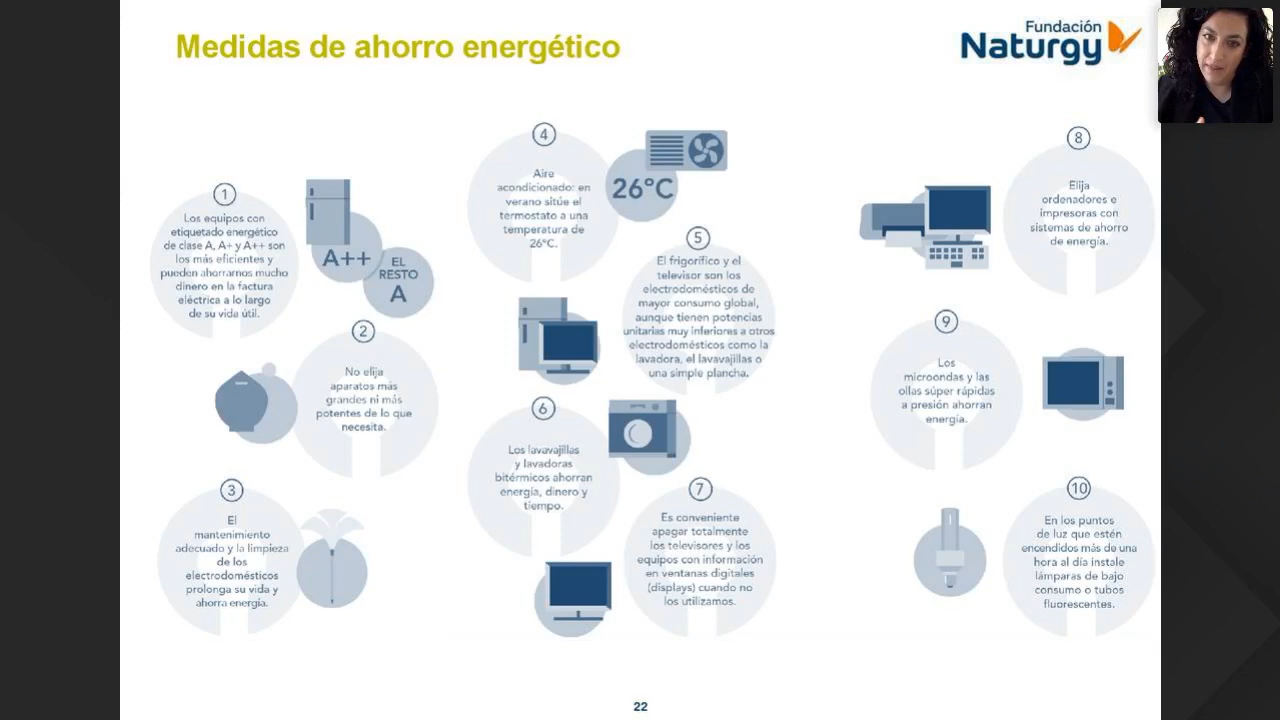 Medidas de ahorro energético
Fundación
Naturgy
1
Los equipos con
etiquetado energético
de clase A, A+ y A++ son
los más eficientes y
pueden ahorrarnos mucho
dinero en la factura
eléctrica a lo largo
de su vida útil.
A++
EL
RESTO
A
2
No elija
aparatos más
grandes ni más
potentes de lo que
necesita.
3
El
mantenimiento
adecuado y la limpieza
de los
electrodomésticos
prolonga su vida y
ahorra energía.
4
Aire
acondicionado: en
verano sitúe el
termostato a una
temperatura de
26°C.
26°C
5
El frigorífico y el
televisor son los
electrodomésticos de
mayor consumo global,
aunque tienen potencias
unitarias muy inferiores a otros
electrodomésticos como la
lavadora, el lavavajillas o
una simple plancha.
6
Los lavavajillas
y lavadoras
bitérmicos ahorran
energía, dinero y
tiempo.
7
Es conveniente
apagar totalmente
los televisores y los
equipos con información
en ventanas digitales
(displays) cuando no
los utilizamos.
8
Elija
ordenadores e
impresoras con
sistemas de ahorro
de energía.
9
Los
microondas y las
ollas súper rápidas
a presión ahorran
energía.
10
En los puntos
de luz que estén
encendidos más de una
hora al día instale
lámparas de bajo
consumo o tubos
fluorescentes.
22